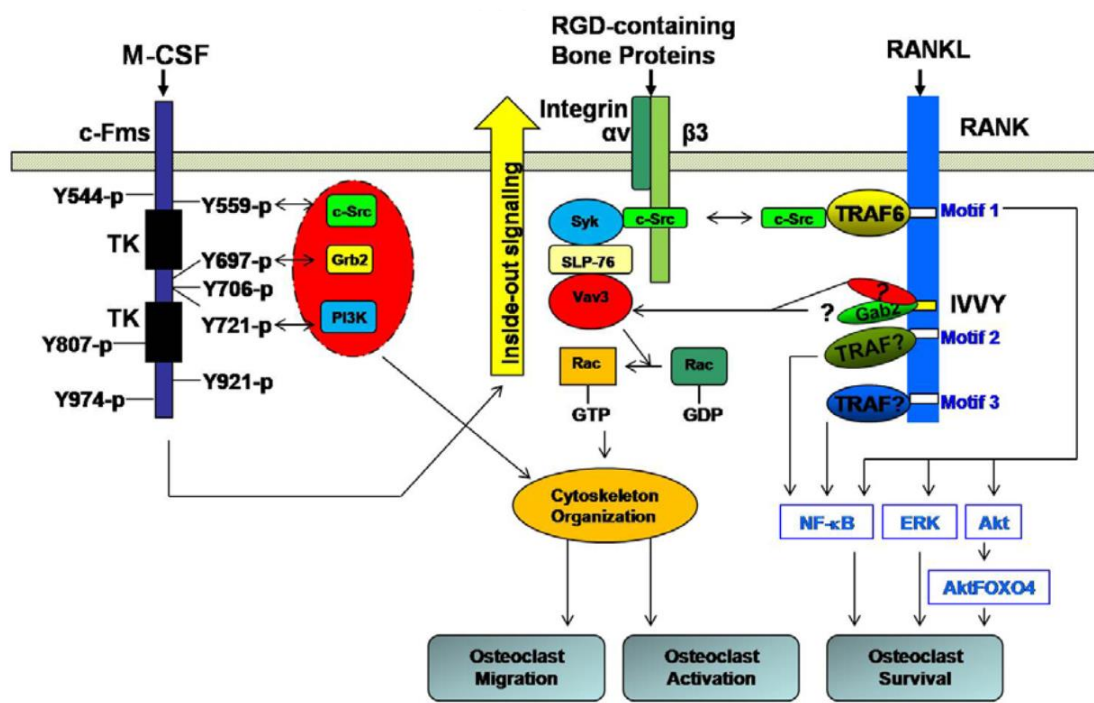 M-CSF
c-Fms
Y544-p
Y559-p
TK
Y697-p
Y706-p
TK
Y721-p
Y807-p
Y921-p
Y974-p
c-Src
Grb2
PI3K
Inside-out signaling
RGD-containing
Bone Proteins
Integrin
αv
β3
Syk
c-Src
SLP-76
Vav3
Rac
GTP
Rac
GDP
Cytoskeleton
Organization
RANKL
RANK
c-Src
TRAF6
Motif 1
?
?
Gab2
IVVY
TRAF?
Motif 2
TRAF?
Motif 3
NF-κB
ERK
Akt
AktFOXO4
Osteoclast
Migration
Osteoclast
Activation
Osteoclast
Survival